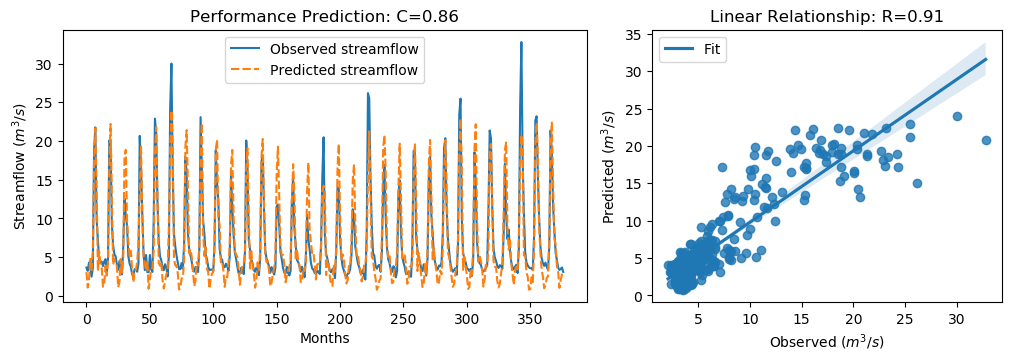 Performance Prediction: C=0.86
Observed streamflow
Predicted streamflow
Streamflow (m³/s)
30
25
20
15
10
5
0
0 50 100 150 200 250 300 350
Months
Linear Relationship: R=0.91
Fit
Predicted (m³/s)
35
30
25
20
15
10
5
0
5 10 15 20 25 30
Observed (m³/s)